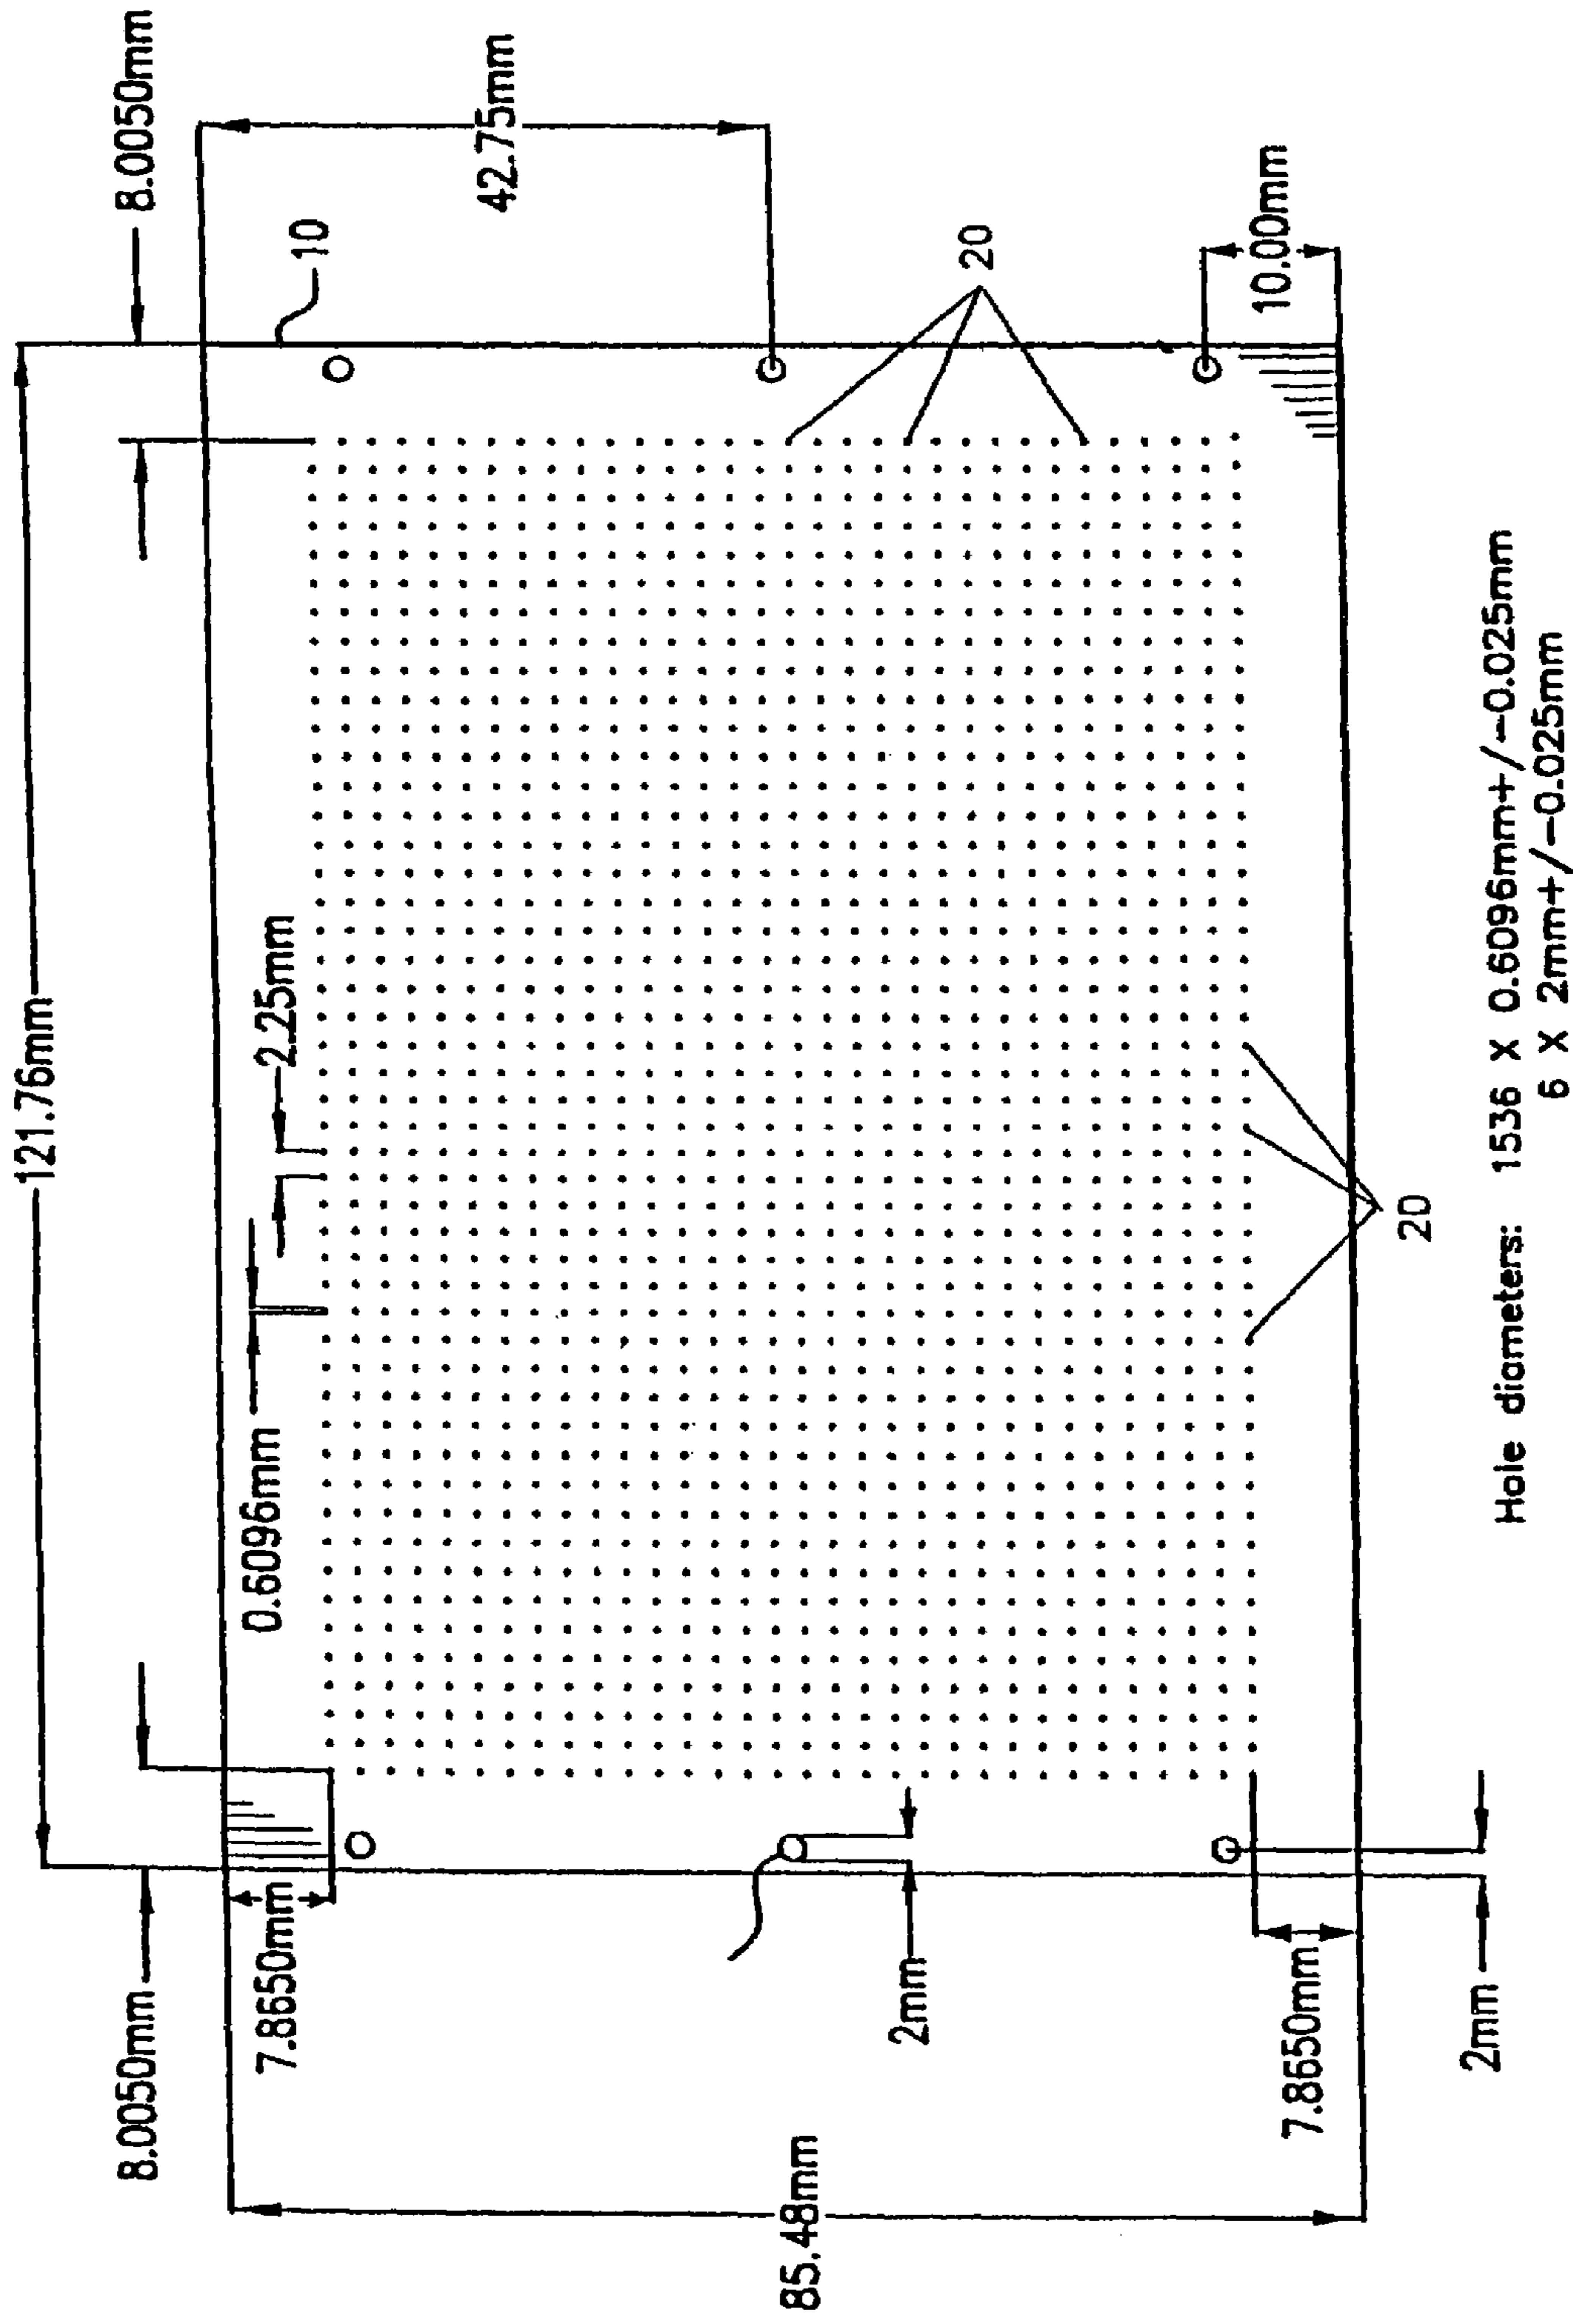 121.76mm
8.0050mm
8.0050mm
10
42.75mm
2.25mm
0.6096mm
7.8650mm
20
10.00mm
2mm
85.48mm
7.8650mm
20
2mm
Hole diameters: 1536 X 0.6096mm+/-0.025mm
6 X 2mm+/-0.025mm